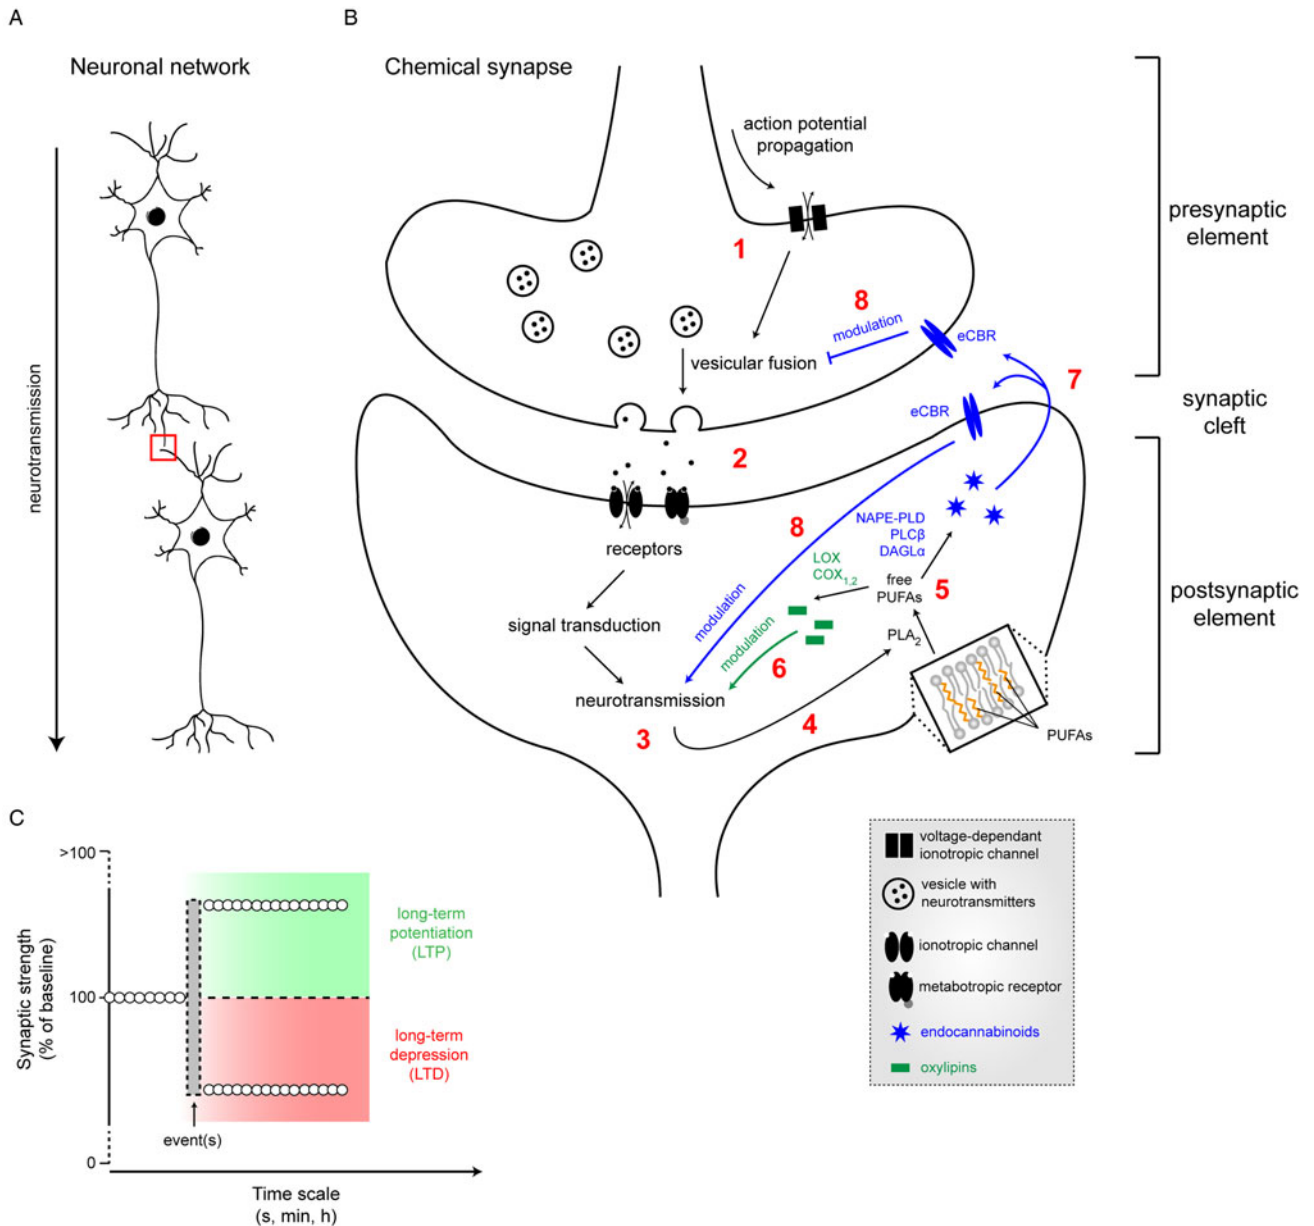 A
Neuronal network
neurotransmission
B
Chemical synapse
action potential
propagation
1
8
modulation
eCBR
vesicular fusion
7
eCBR
2
receptors
8
NAPE-PLD
PLCβ
DAGLα
LOX
COX1,2
free
PUFAs
5
signal transduction
modulation
modulation
PLA2
6
neurotransmission
3
4
PUFAs
presynaptic
element
synaptic
cleft
postsynaptic
element
C
Synaptic strength
(% of baseline)
>100
100
0
long-term
potentiation
(LTP)
long-term
depression
(LTD)
event(s)
Time scale
(s, min, h)
voltage-dependant
ionotropic channel
vesicle with
neurotransmitters
ionotropic channel
metabotropic receptor
endocannabinoids
oxylipins